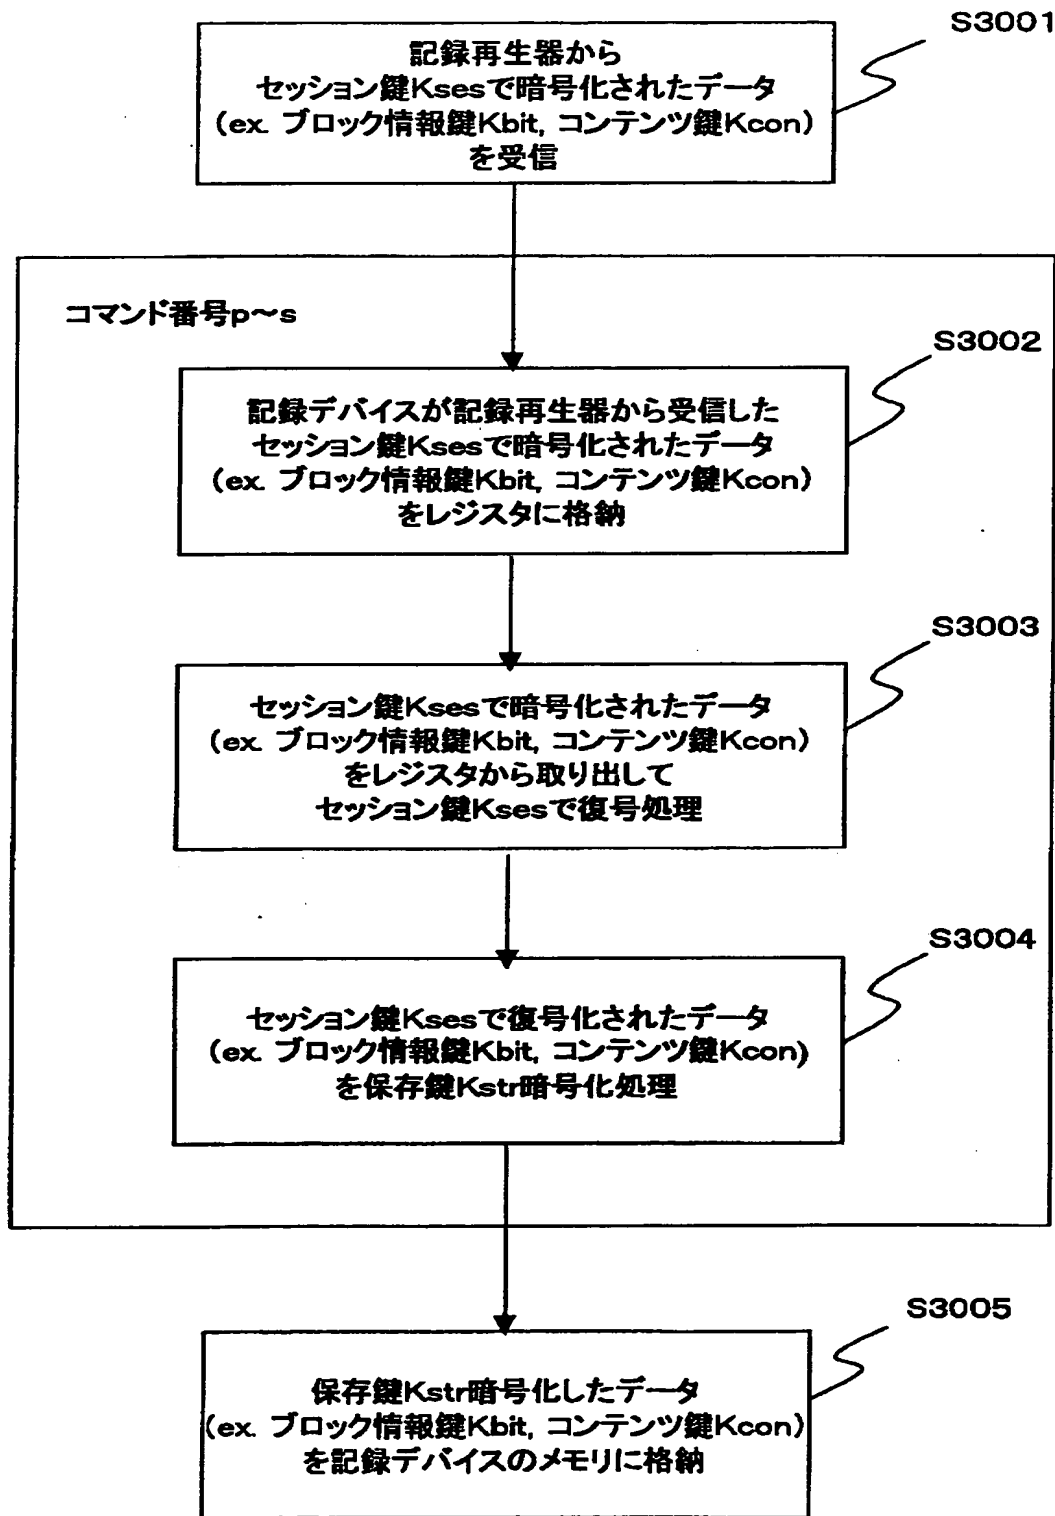 S3001
記録再生器から
セッション鍵Ksesで暗号化されたデータ
(ex. ブロック情報鍵Kbit, コンテンツ鍵Kcon)
を受信
コマンド番号p～s
S3002
記録デバイスが記録再生器から受信した
セッション鍵Ksesで暗号化されたデータ
(ex. ブロック情報鍵Kbit, コンテンツ鍵Kcon)
をレジスタに格納
S3003
セッション鍵Ksesで暗号化されたデータ
(ex. ブロック情報鍵Kbit, コンテンツ鍵Kcon)
をレジスタから取り出して
セッション鍵Ksesで復号処理
S3004
セッション鍵Ksesで復号化されたデータ
(ex. ブロック情報鍵Kbit, コンテンツ鍵Kcon)
を保存鍵Kstr暗号化処理
S3005
保存鍵Kstr暗号化したデータ
(ex. ブロック情報鍵Kbit, コンテンツ鍵Kcon)
を記録デバイスのメモリに格納